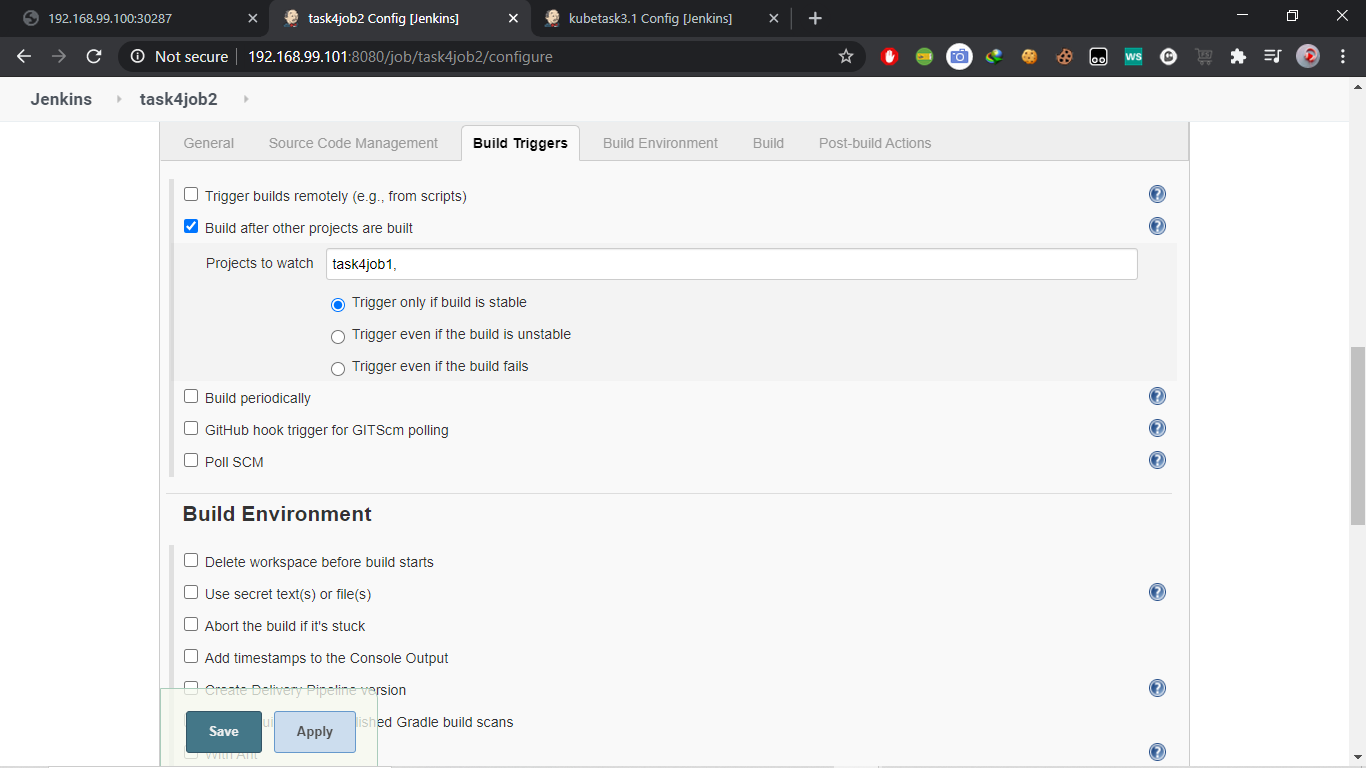 192.168.99.100:30287
task4job2 Config [Jenkins]
kubetask3.1 Config [Jenkins]
Not secure
192.168.99.101:8080/job/task4job2/configure
WS
Jenkins
task4job2
General
Source Code Management
Build Triggers
Build Environment
Build
Post-build Actions
Trigger builds remotely (e.g., from scripts)
Build after other projects are built
Projects to watch
task4job1,
Trigger only if build is stable
Trigger even if the build is unstable
Trigger even if the build fails
Build periodically
GitHub hook trigger for GITScm polling
Poll SCM
Build Environment
Delete workspace before build starts
Use secret text(s) or file(s)
Abort the build if it's stuck
Add timestamps to the Console Output
Create Delivery Pipeline version
lished Gradle build scans
Save
Apply
With Ant